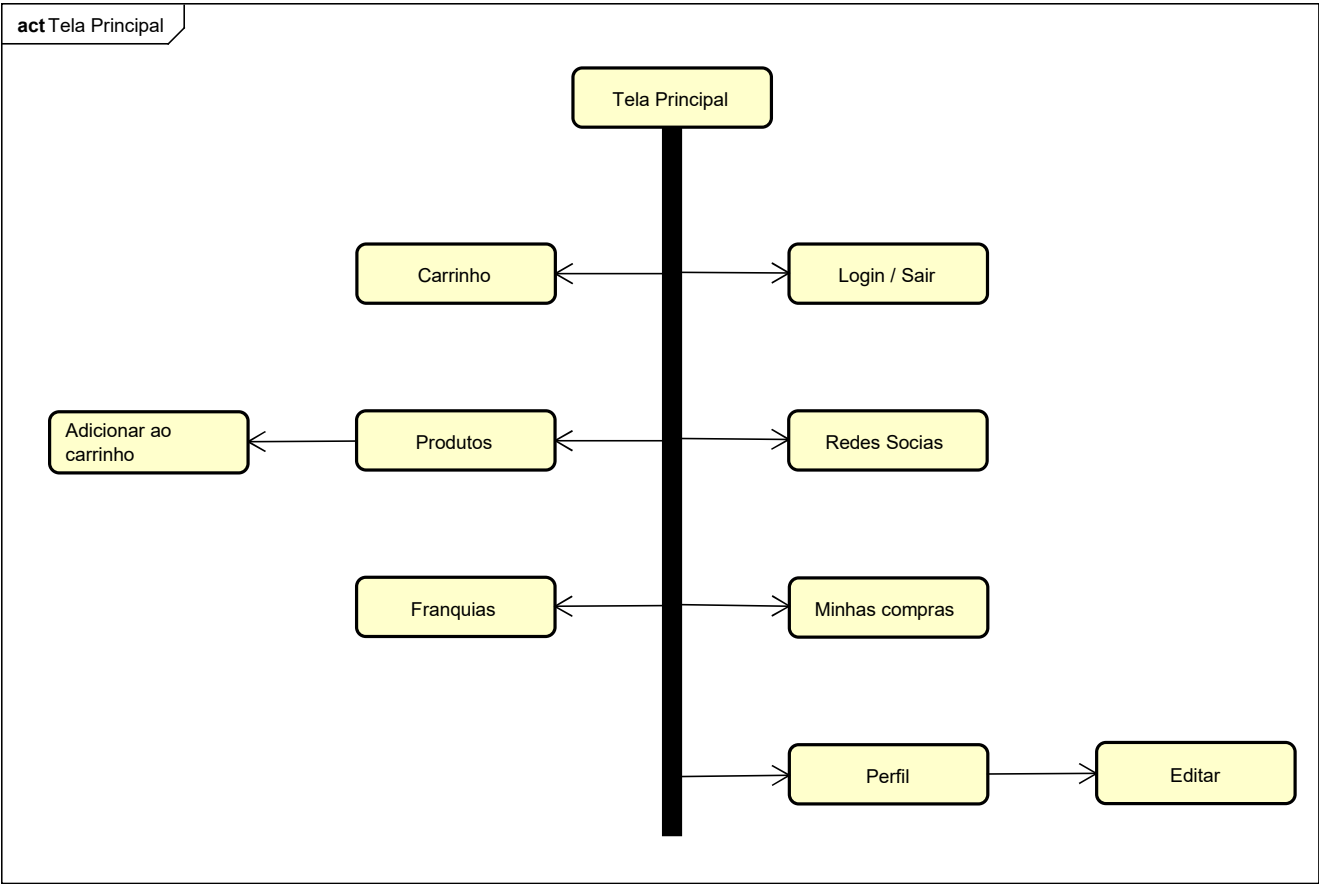 act Tela Principal
Tela Principal
Carrinho
Login / Sair
Adicionar ao
carrinho
Produtos
Redes Socias
Franquias
Minhas compras
Perfil
Editar